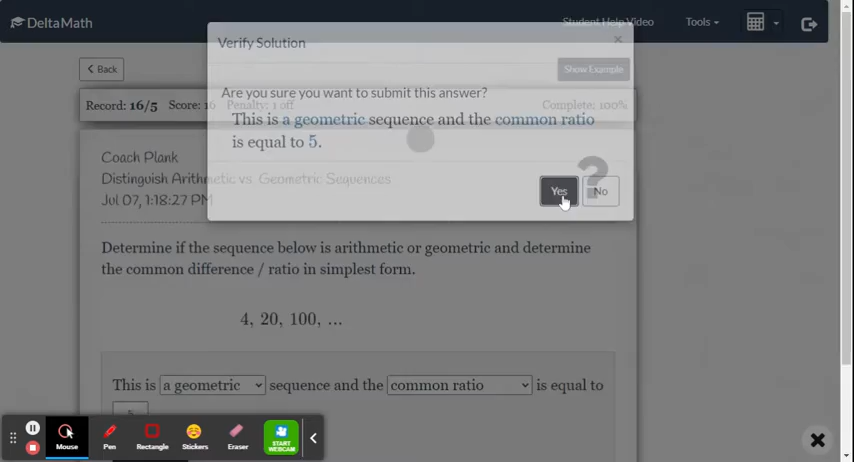 DeltaMath
Student Help Video
Tools
Verify Solution
×
< Back
Show Example
Are you sure you want to submit this answer?
Record: 16/5 Score: 16 Penalty: 1 off
Complete: 100%
This is a geometric sequence and the common ratio
is equal to 5.
Coach Plank
Distinguish Arithmetic vs. Geometric Sequences
Jul 07, 1:18:27 PM
Yes
No
?
Determine if the sequence below is arithmetic or geometric and determine
the common difference / ratio in simplest form.
4, 20, 100, ...
This is a geometric sequence and the common ratio is equal to
5
Mouse
Pen
Rectangle
Stickers
Eraser
START
WEBCAM